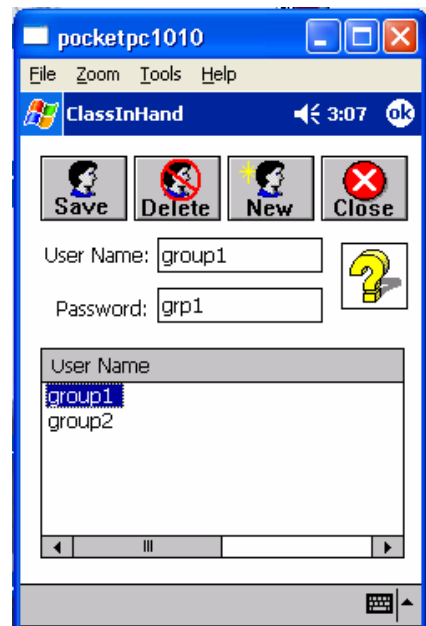 pocketpc1010
File Zoom Tools Help
ClassInHand 3:07 ok
Save Delete New Close
User Name: group1
Password: grp1
User Name
group1
group2